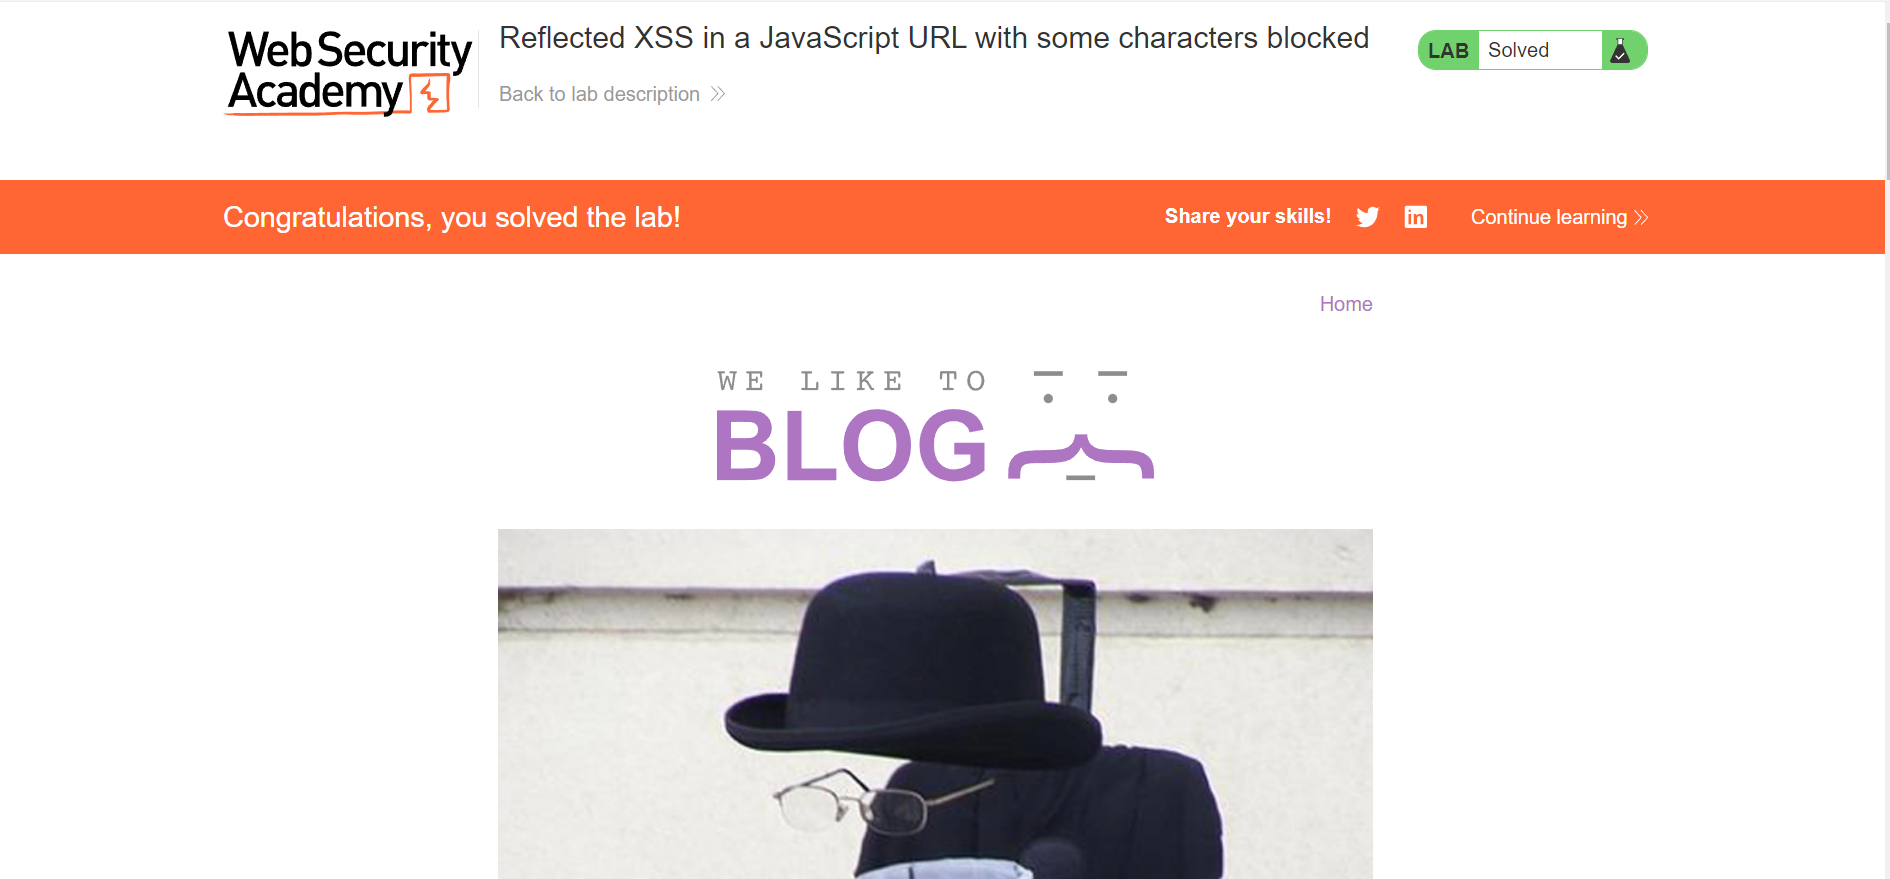 Web Security
Academy
Reflected XSS in a JavaScript URL with some characters blocked
Back to lab description
LAB Solved
Congratulations, you solved the lab!
Share your skills!
in
Continue learning
Home
WE LIKE TO
BLOG